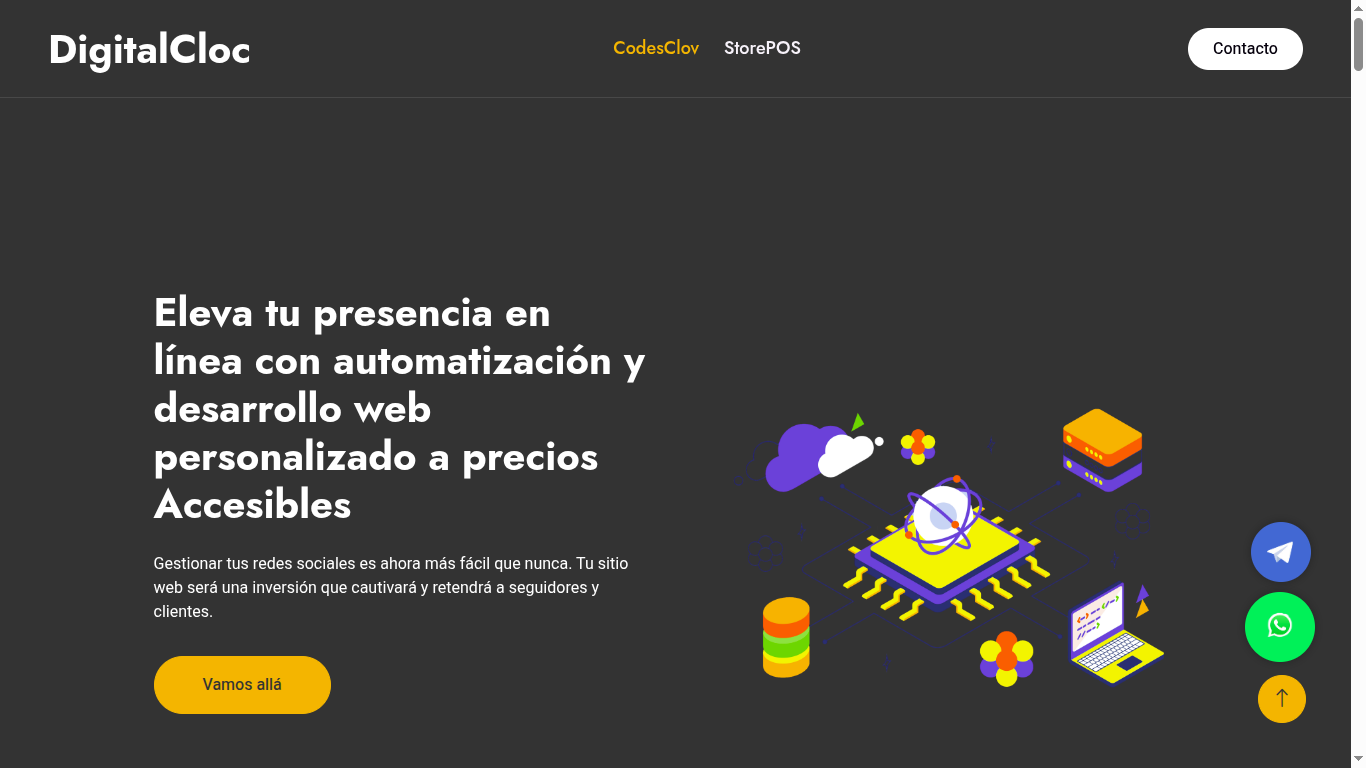 DigitalCloc
CodesClov
StorePOS
Contacto
Eleva tu presencia en
línea con automatización y
desarrollo web
personalizado a precios
Accesibles
Gestionar tus redes sociales es ahora más fácil que nunca. Tu sitio
web será una inversión que cautivará y retendrá a seguidores y
clientes.
Vamos allá